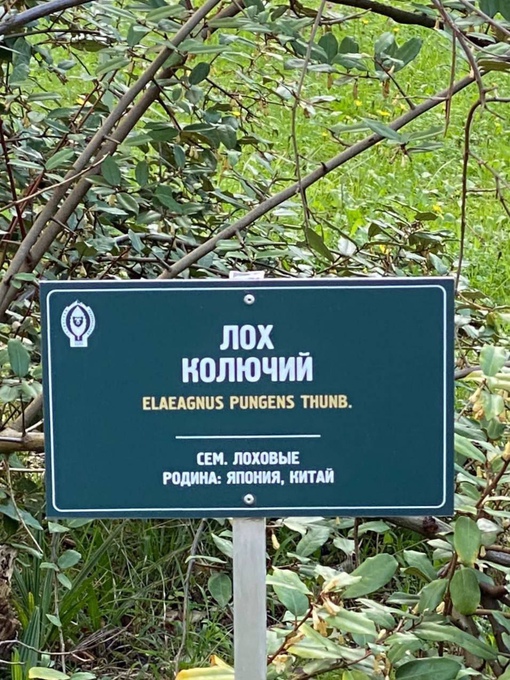 ЛОХ
КОЛЮЧИЙ
ELAEAGNUS PUNGENS THUNB.
СЕМ. ЛОХОВЫЕ
РОДИНА: ЯПОНИЯ, КИТАЙ